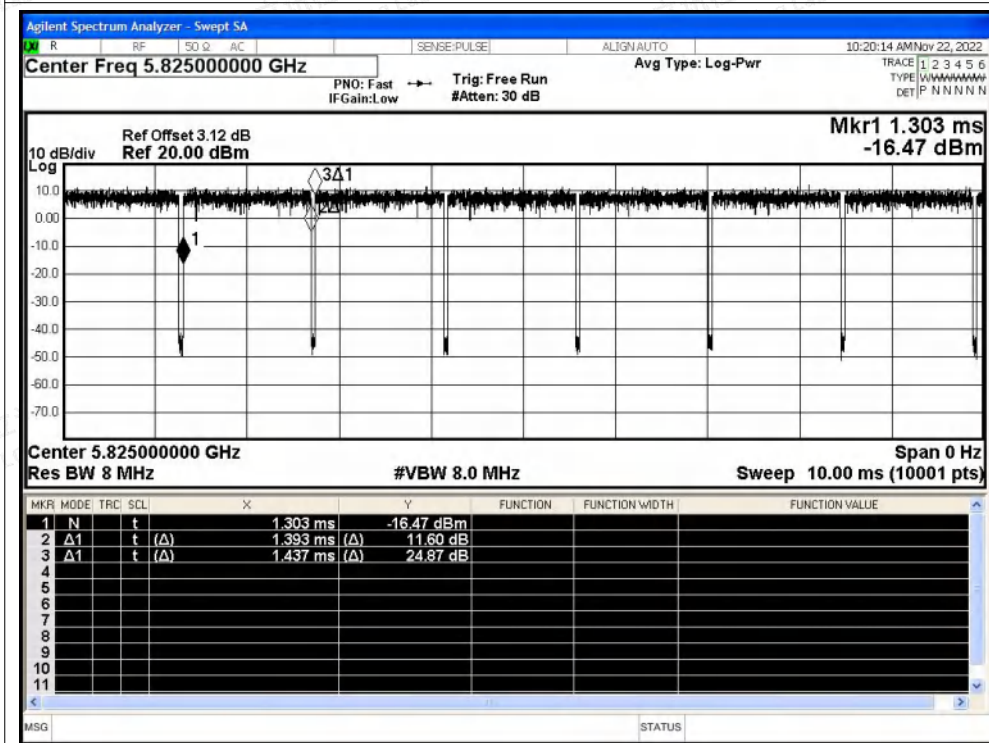 Agilent Spectrum Analyzer - Swept SA
R RF 50 Ω AC SENSE:PULSE ALIGN AUTO 10:20:14 AM Nov 22, 2022
Center Freq 5.825000000 GHz Avg Type: Log-Pwr TRACE 1 2 3 4 5 6
PNO: Fast Trig: Free Run TYPE
IFGain:Low #Atten: 30 dB DET P N N N N N
Mkr1 1.303 ms
Ref Offset 3.12 dB
10 dB/div Ref 20.00 dBm -16.47 dBm
Log
3Δ1
10.0
0.00
1
-10.0
-20.0
-30.0
-40.0
-50.0
-60.0
-70.0
Center 5.825000000 GHz Span 0 Hz
Res BW 8 MHz #VBW 8.0 MHz Sweep 10.00 ms (10001 pts)
MKR MODE TRC SCL X Y FUNCTION FUNCTION WIDTH FUNCTION VALUE
1 N t 1.303 ms -16.47 dBm
2 Δ1 t (Δ) 1.393 ms (Δ) 11.60 dB
3 Δ1 t (Δ) 1.437 ms (Δ) 24.87 dB
4
5
6
7
8
9
10
11
MSG STATUS